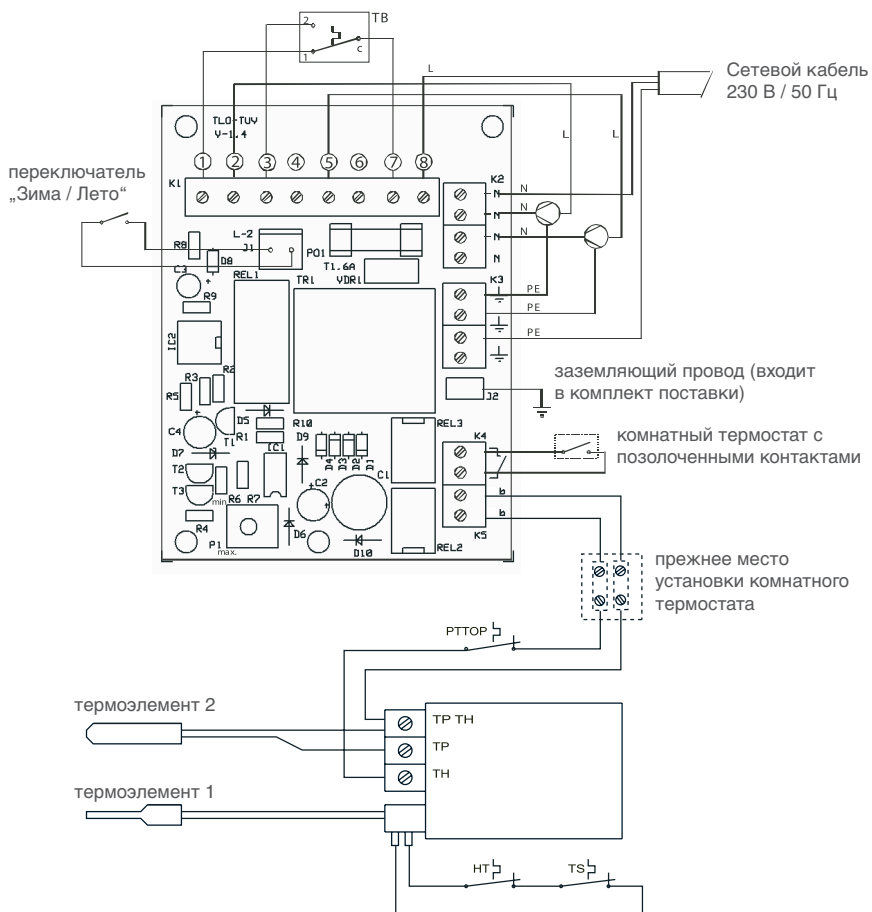 2 TB
1 c
L
Сетевой кабель
230 В / 50 Гц
TLO-TUV
V-1.4
L L
1 2 3 4 5 6 7 8
K1
K2
переключатель
„Зима / Лето“
N N
N N
N N
N
L-2
J1
PO1
T1.6A
VDR1
R8
D8
C3
+
R9
REL1
TR1
K3
PE
PE
PE
IC2
R3
R2
R5
заземляющий провод (входит
в комплект поставки)
J2
C4
+
T1
D5
R1
R10
D9
IC1
REL3
K4
комнатный термостат с
позолоченными контактами
D7
T2
T3
D4
D3
D2
D1
C1
+
C2
+
b
b
min
R6 R7
R4
P1
max.
D6
D10
REL2
K5
прежнее место
установки комнатного
термостата
PTTOP
термоэлемент 2
TP TH
TP
TH
термоэлемент 1
HT
TS